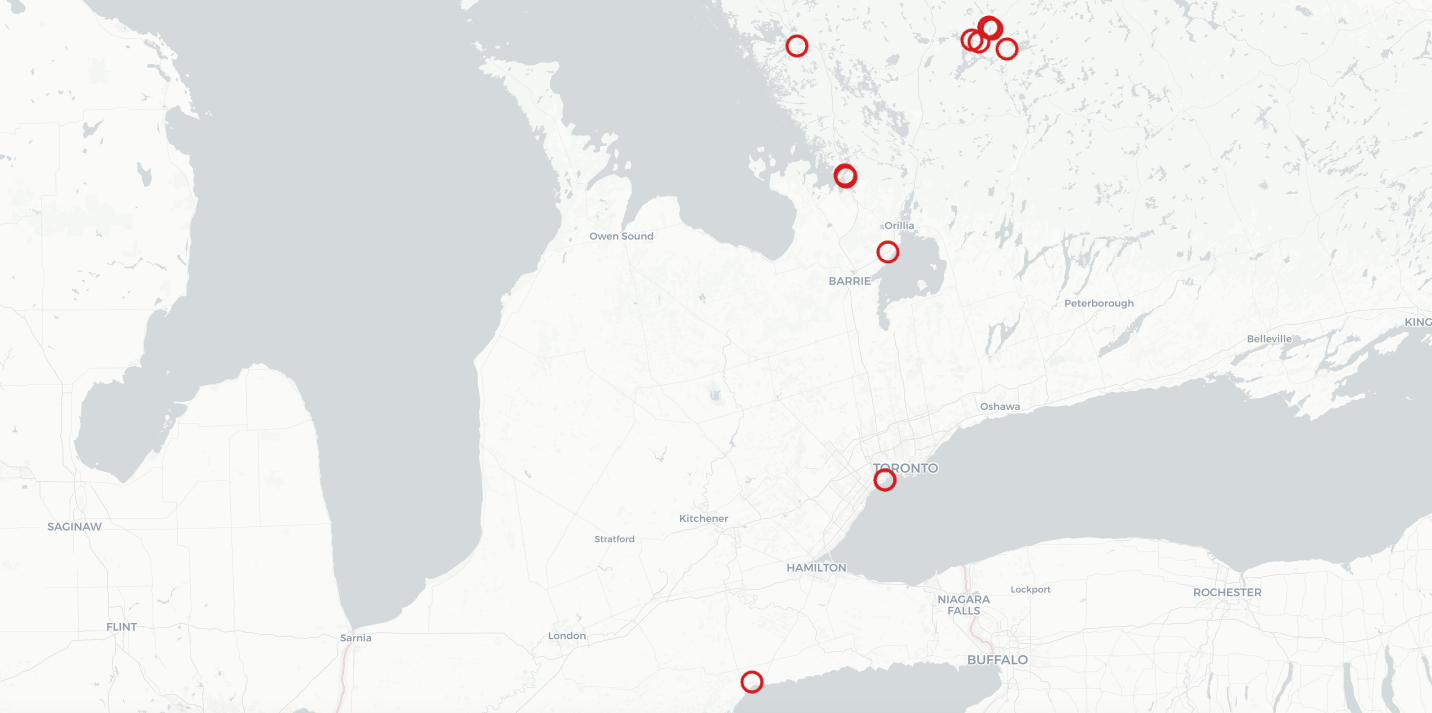 Orillia
Owen Sound
BARRIE
Peterborough
KING
Belleville
Oshawa
TORONTO
Kitchener
SAGINAW
Stratford
HAMILTON
Lockport
ROCHESTER
NIAGARA
FALLS
FLINT
London
Sarnia
BUFFALO